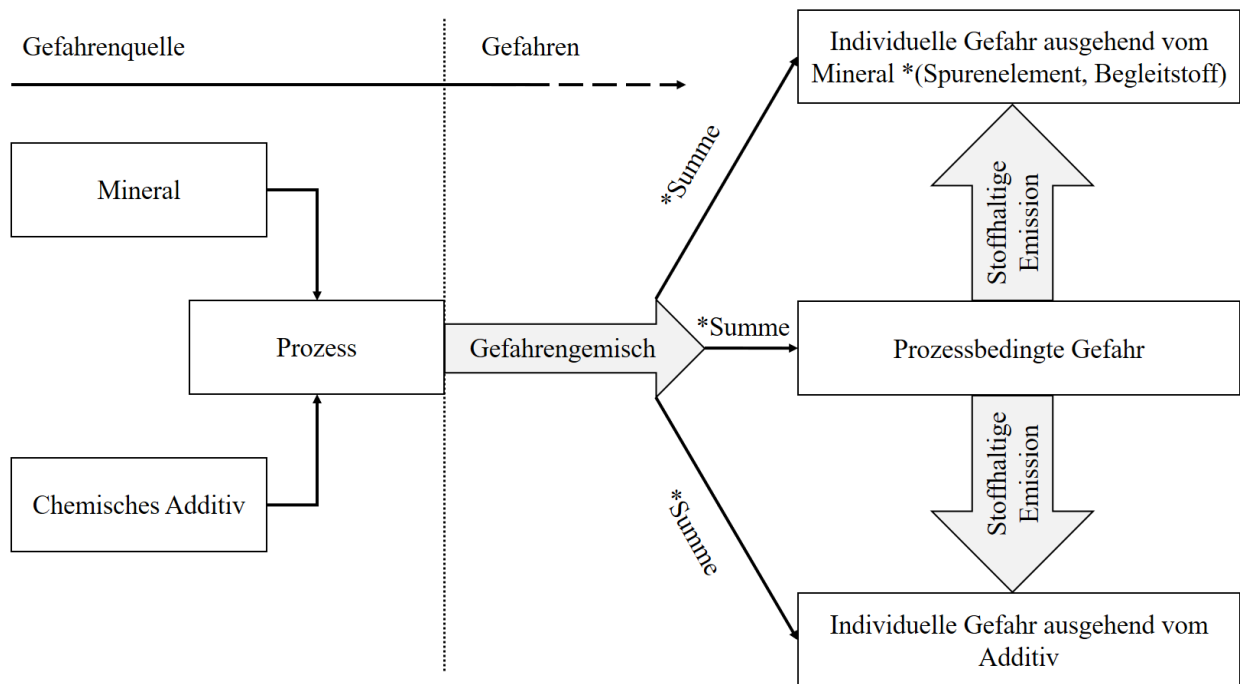 Gefahrenquelle
Gefahren
Mineral
Prozess
Chemisches Additiv
Gefahrengemisch
*Summe
*Summe
*Summe
Individuelle Gefahr ausgehend vom
Mineral *(Spurenelement, Begleitstoff)
Stoffhaltige
Emission
Prozessbedingte Gefahr
Stoffhaltige
Emission
Individuelle Gefahr ausgehend vom
Additiv